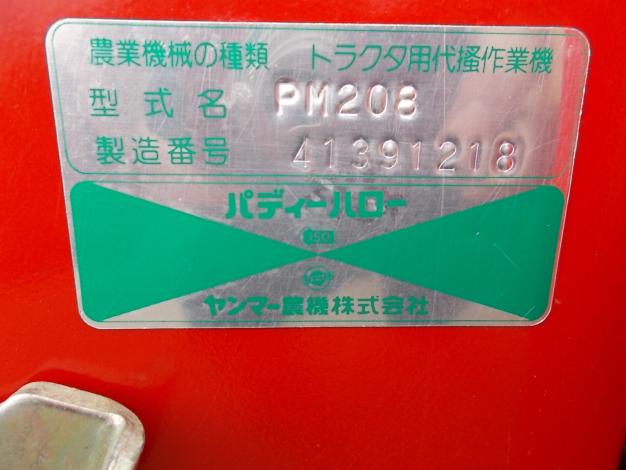 農業機械の種類 トラクタ用代掻作業機
型式名 PM208
製造番号 41391218
パディーハロー
ヤンマー農機株式会社